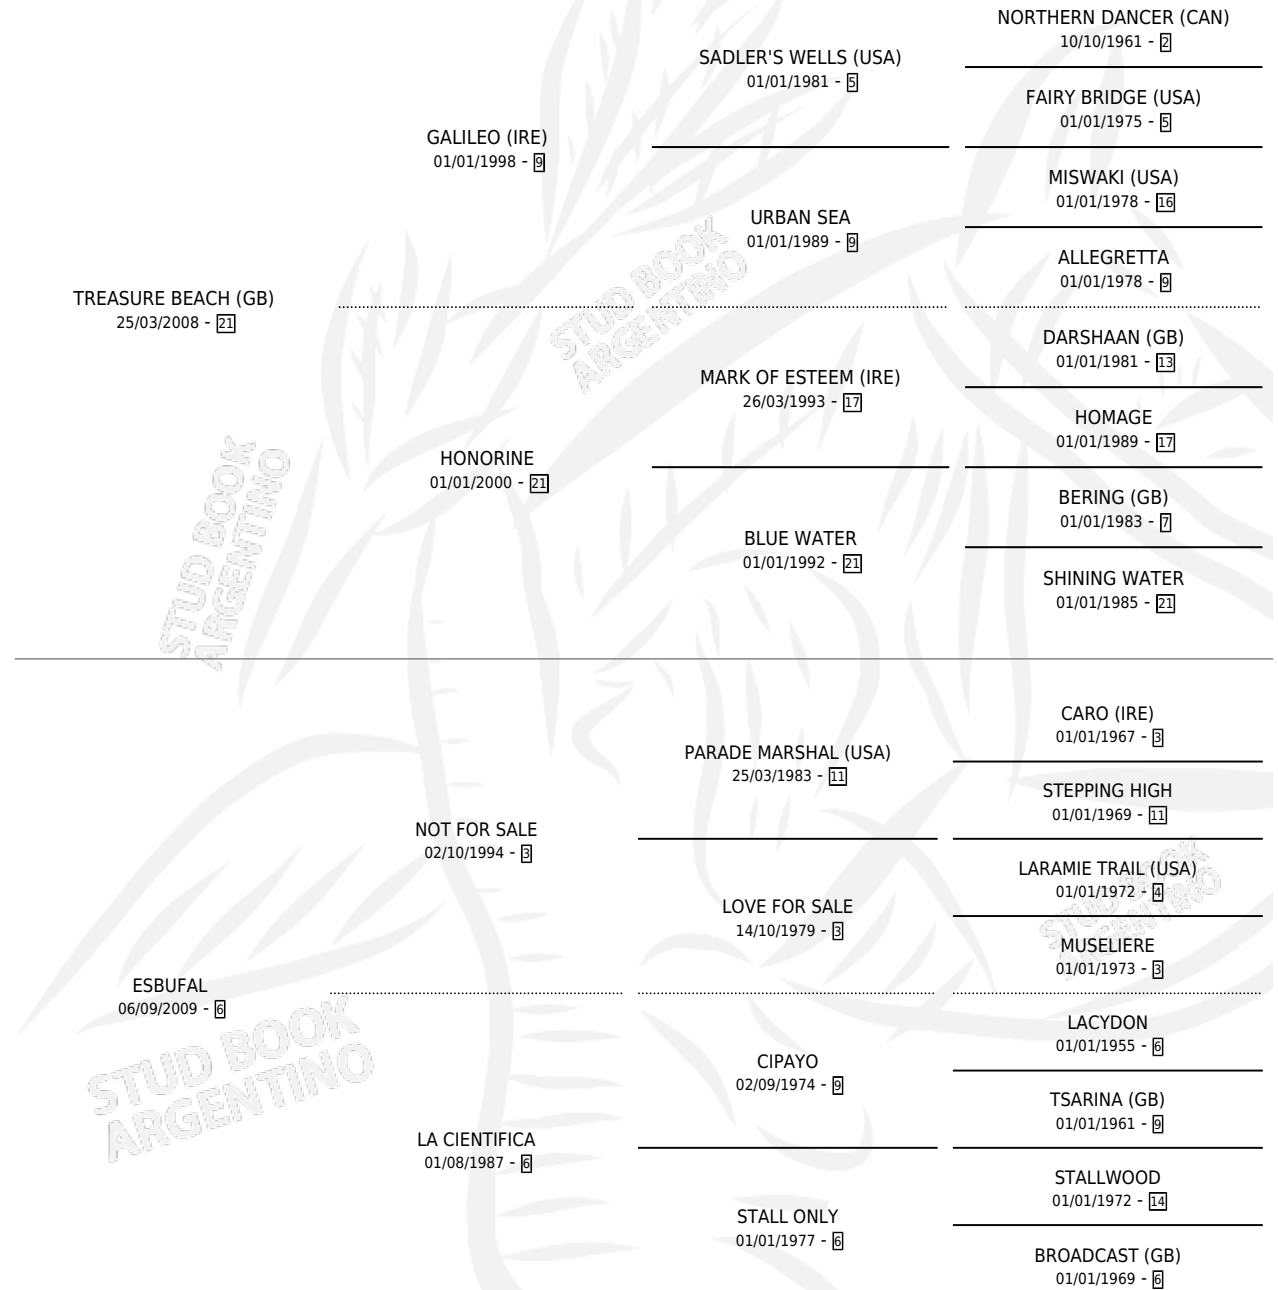 NORTHERN DANCER (CAN)
10/10/1961 - 2
SADLER'S WELLS (USA)
01/01/1981 - 5
FAIRY BRIDGE (USA)
01/01/1975 - 5
GALILEO (IRE)
01/01/1998 - 9
MISWAKI (USA)
01/01/1978 - 16
URBAN SEA
01/01/1989 - 9
ALLEGRETTA
01/01/1978 - 9
TREASURE BEACH (GB)
25/03/2008 - 21
DARSHAAN (GB)
01/01/1981 - 13
MARK OF ESTEEM (IRE)
26/03/1993 - 17
HOMAGE
01/01/1989 - 17
HONORINE
01/01/2000 - 21
BERING (GB)
01/01/1983 - 7
BLUE WATER
01/01/1992 - 21
SHINING WATER
01/01/1985 - 21
CARO (IRE)
01/01/1967 - 3
PARADE MARSHAL (USA)
25/03/1983 - 11
STEPPING HIGH
01/01/1969 - 11
NOT FOR SALE
02/10/1994 - 3
LARAMIE TRAIL (USA)
01/01/1972 - 4
LOVE FOR SALE
14/10/1979 - 3
MUSELIERE
01/01/1973 - 3
ESBUFAL
06/09/2009 - 6
LACYDON
01/01/1955 - 6
CIPAYO
02/09/1974 - 9
TSARINA (GB)
01/01/1961 - 9
LA CIENTIFICA
01/08/1987 - 6
STALLWOOD
01/01/1972 - 14
STALL ONLY
01/01/1977 - 6
BROADCAST (GB)
01/01/1969 - 6
STUD BOOK
ARGENTINO
STUD BOOK
ARGENTINO
STUD BOOK
ARGENTINO
STUD BOOK
ARGENTINO